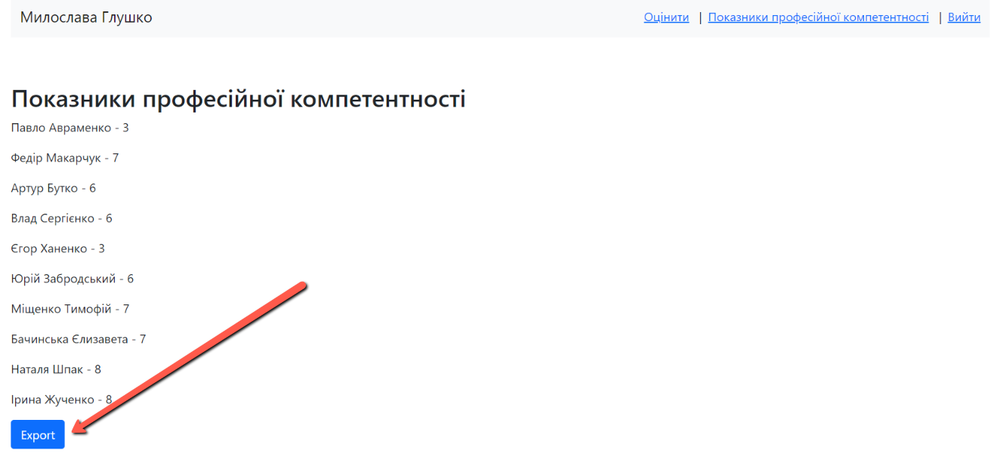 Милослава Глушко
Оцінити | Показники професійної компетентності | Вийти
Показники професійної компетентності
Павло Авраменко - 3
Федір Макарчук - 7
Артур Бутко - 6
Влад Сергієнко - 6
Єгор Ханенко - 3
Юрій Забродський - 6
Міщенко Тимофій - 7
Бачинська Єлизавета - 7
Наталя Шпак - 8
Ірина Жученко - 8
Export